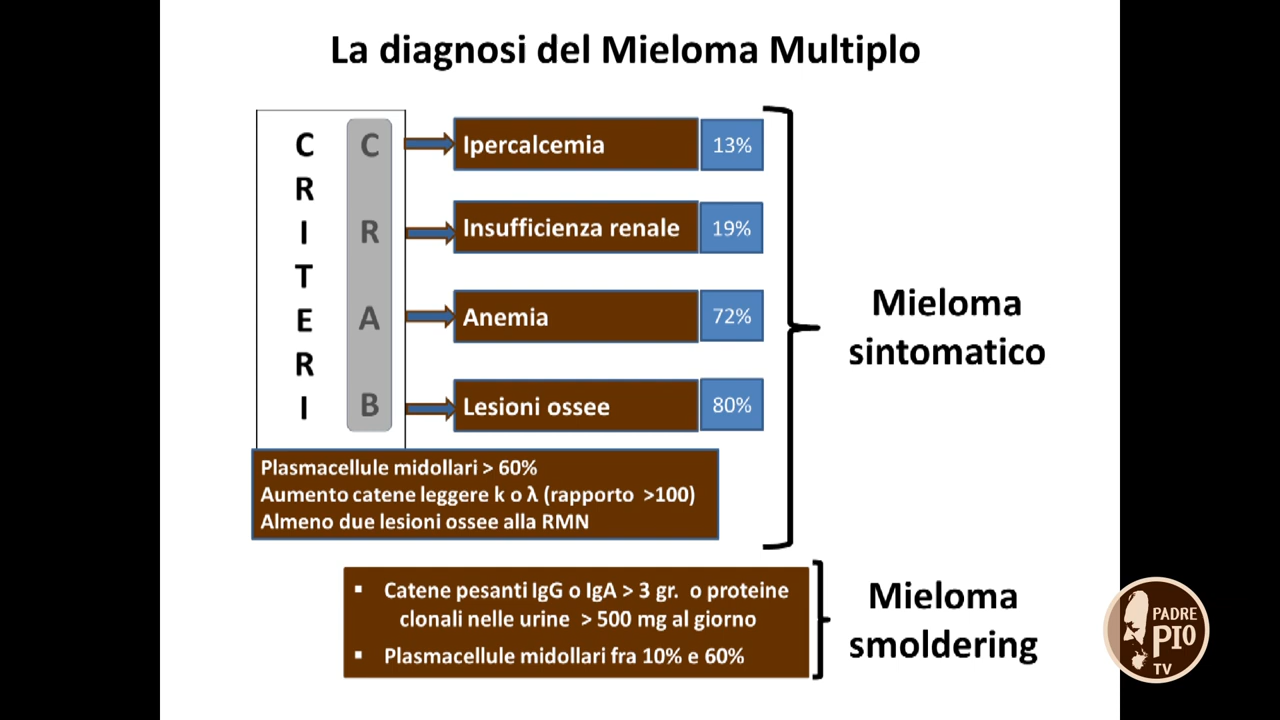 La diagnosi del Mieloma Multiplo
CRITERI
CRAB
Ipercalcemia 13%
Insufficienza renale 19%
Anemia 72%
Lesioni ossee 80%
Mieloma
sintomatico
Plasmacellule midollari > 60%
Aumento catene leggere k o λ (rapporto >100)
Almeno due lesioni ossee alla RMN
▪ Catene pesanti IgG o IgA > 3 gr. o proteine
clonali nelle urine > 500 mg al giorno
▪ Plasmacellule midollari fra 10% e 60%
Mieloma
smoldering
PADRE
PIO
TV